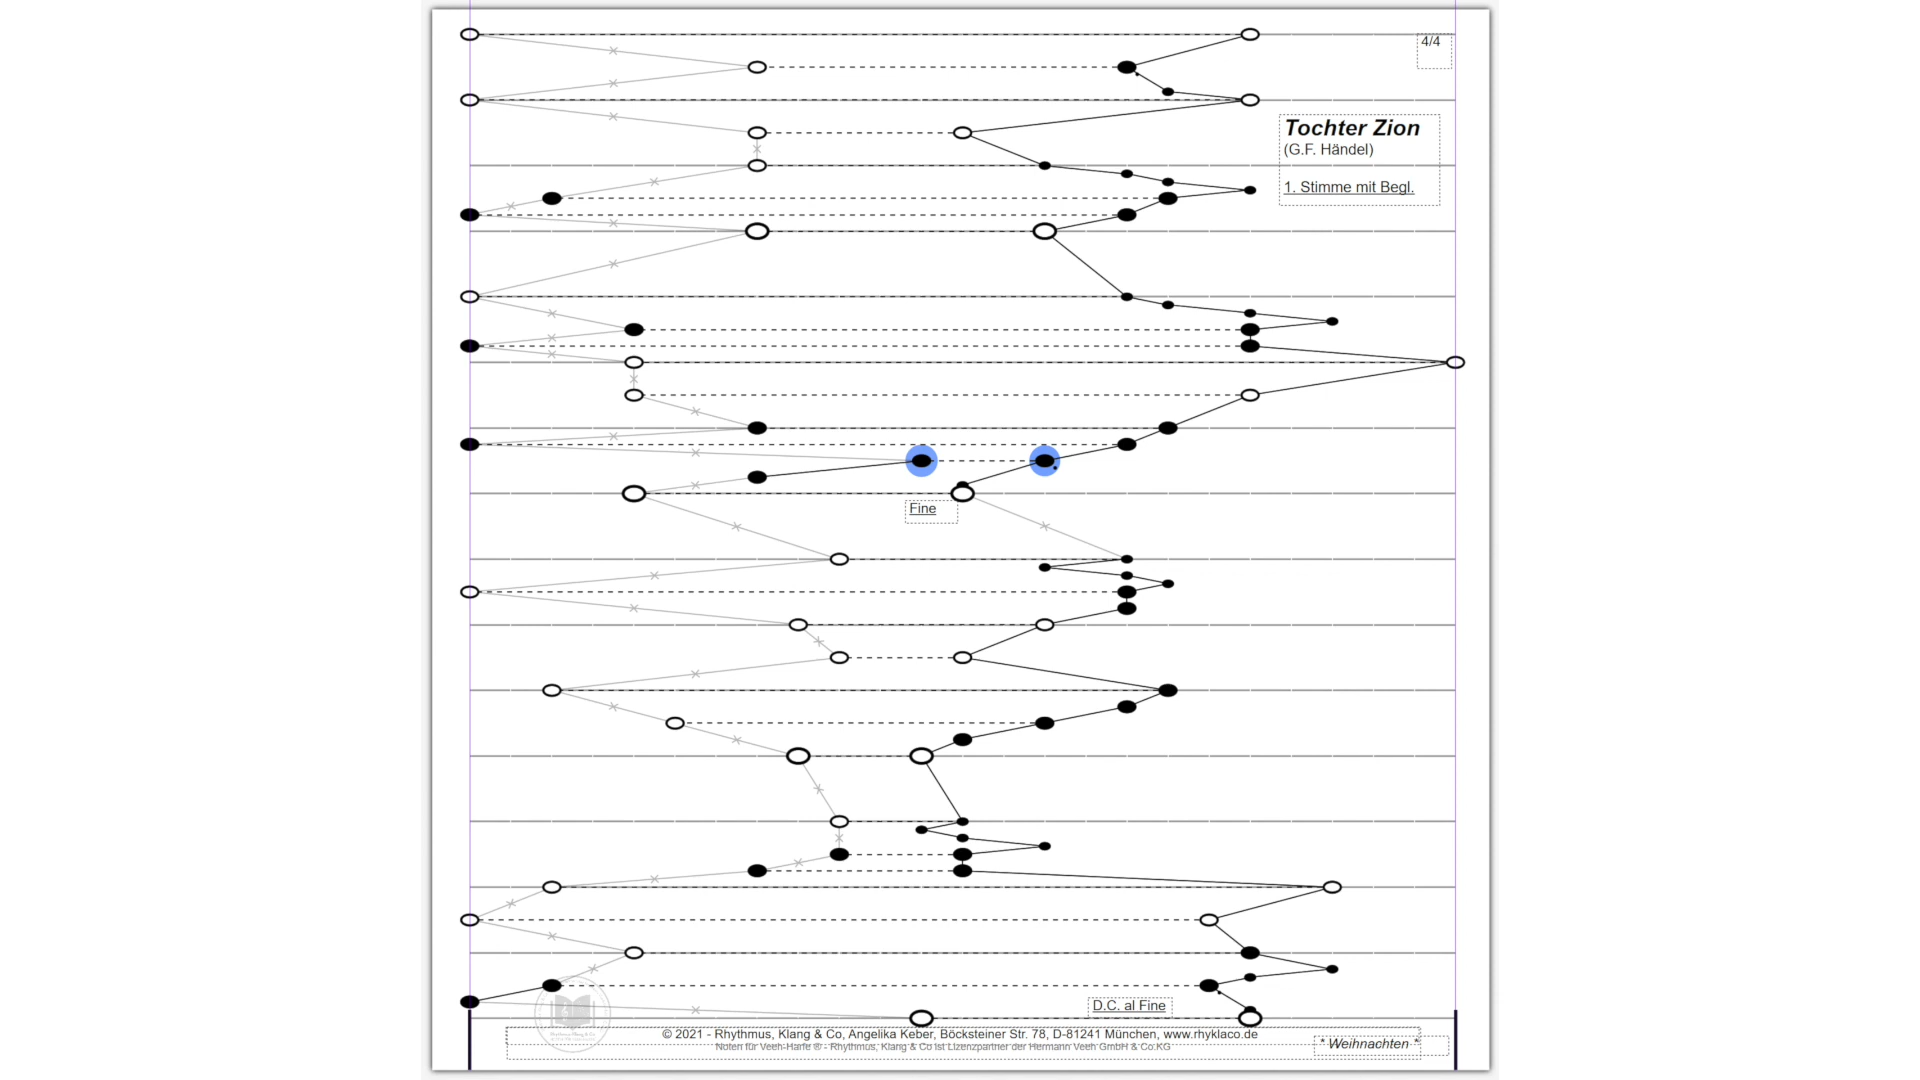 4/4
Tochter Zion
(G.F. Händel)
1. Stimme mit Begl.
Fine
D.C. al Fine
© 2021 - Rhythmus, Klang & Co, Angelika Keber, Böcksteiner Str. 78, D-81241 München, www.rhyklaco.de
Noten für Veeh-Harfe ® - Rhythmus, Klang & Co ist Lizenzpartner der Hermann Veeh GmbH & Co.KG
* Weihnachten *